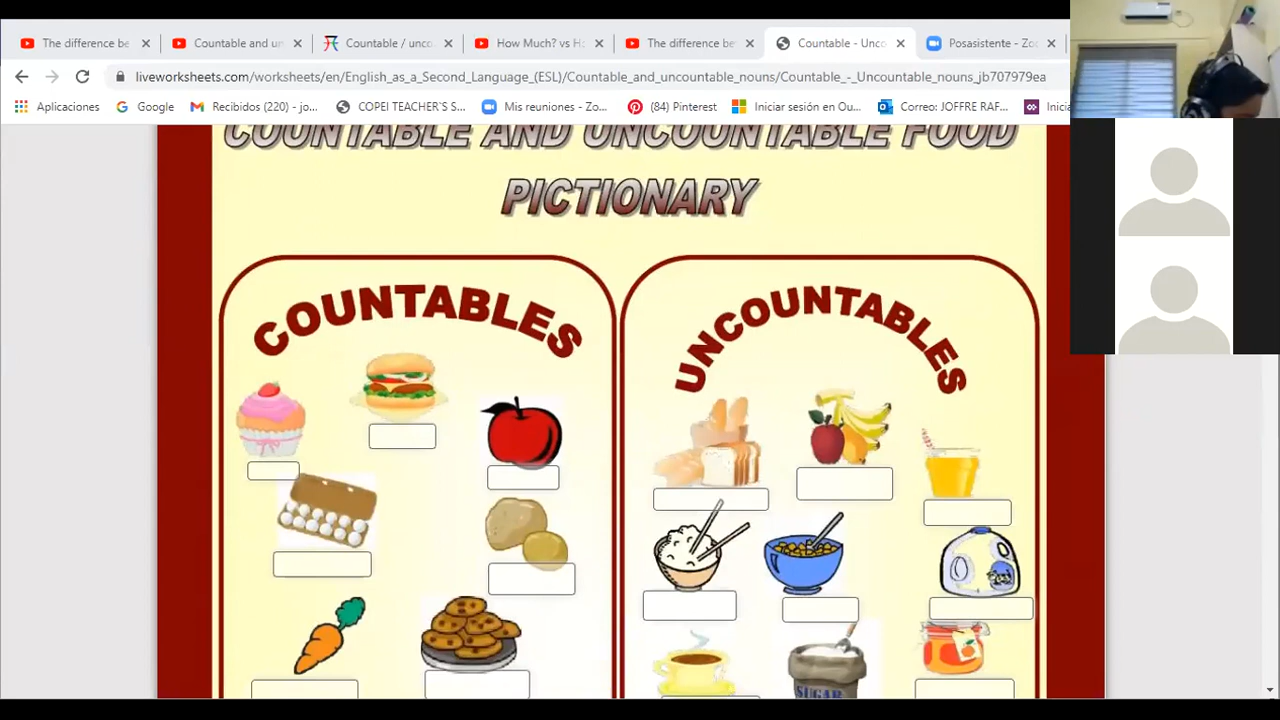 The difference be
Countable and un
Countable / unco
How Much? vs H
The difference be
Countable - Unco
Posasistente - Zo
liveworksheets.com/worksheets/en/English_as_a_Second_Language_(ESL)/Countable_and_uncountable_nouns/Countable_-_Uncountable_nouns_jb707979ea
Aplicaciones
Google
Recibidos (220) - jo...
COPEI TEACHER'S S...
Mis reuniones - Zo...
(84) Pinterest
Iniciar sesión en Ou...
Correo: JOFFRE RAF...
Inicia
COUNTABLE AND UNCOUNTABLE FOOD
PICTIONARY
COUNTABLES
UNCOUNTABLES
SUGAR